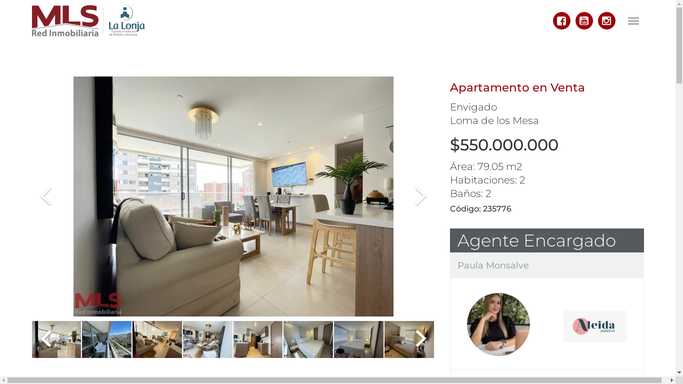 MLS
Red Inmobiliaria
La Lonja
Apartamento en Venta
Envigado
Loma de los Mesa
$550.000.000
Área: 79.05 m2
Habitaciones: 2
Baños: 2
Código: 235776
Agente Encargado
Paula Monsalve
Aleida
MLS
Red Inmobiliaria